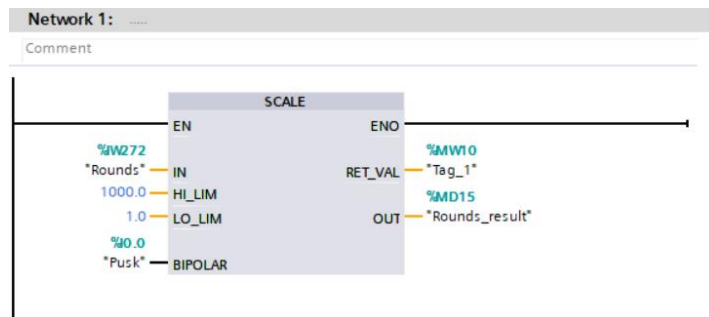 Network 1: .....
Comment
SCALE
EN ENO
%IW272 %MW10
"Rounds" IN RET_VAL "Tag_1"
1000.0 HI_LIM %MD15
1.0 LO_LIM OUT "Rounds_result"
%I0.0
"Pusk" BIPOLAR